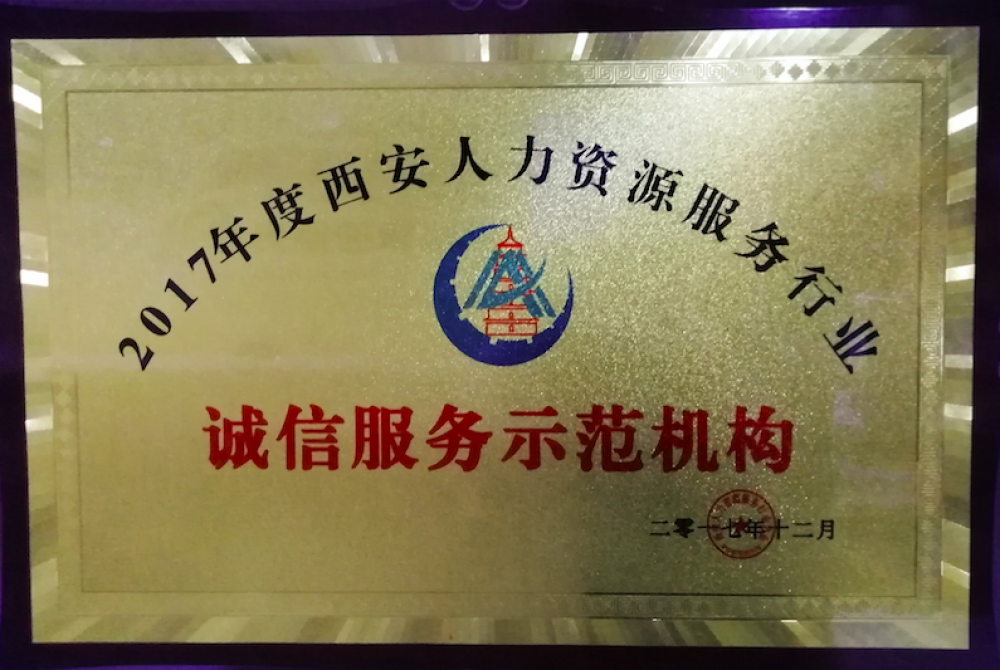 2017年度西安人力资源服务行业
诚信服务示范机构
二零一七年十二月